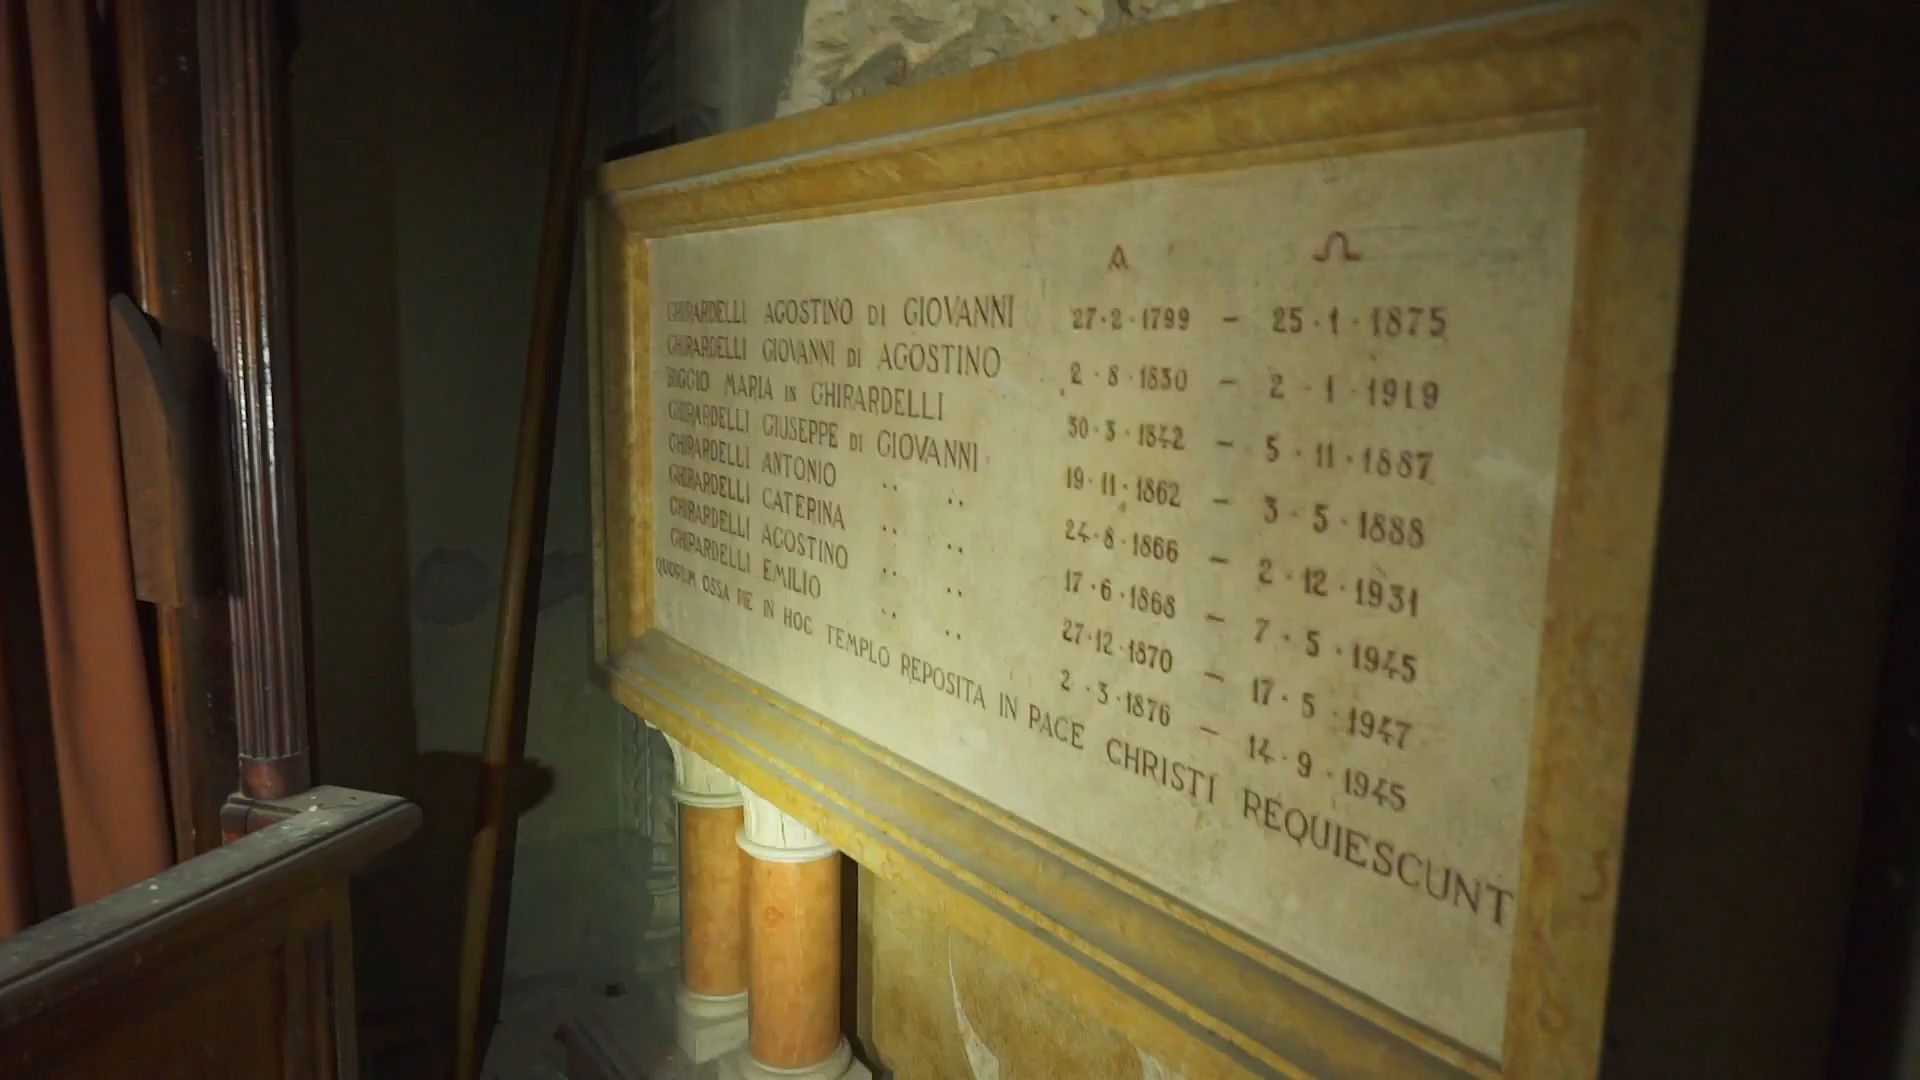 Α Ω
GHIRARDELLI AGOSTINO DI GIOVANNI 27·2·1799 – 25·1·1875
GHIRARDELLI GIOVANNI DI AGOSTINO 2·8·1830 – 2·1·1919
BIGGIO MARIA IN GHIRARDELLI 30·3·1842 – 5·11·1887
GHIRARDELLI GIUSEPPE DI GIOVANNI 19·11·1862 – 3·5·1888
GHIRARDELLI ANTONIO ·· ·· 24·8·1866 – 2·12·1931
GHIRARDELLI CATERINA ·· ·· 17·6·1868 – 7·5·1945
GHIRARDELLI AGOSTINO ·· ·· 27·12·1870 – 17·5·1947
GHIRARDELLI EMILIO ·· ·· 2·3·1876 – 14·9·1945
QUORUM OSSA PIE IN HOC TEMPLO REPOSITA IN PACE CHRISTI REQUIESCUNT